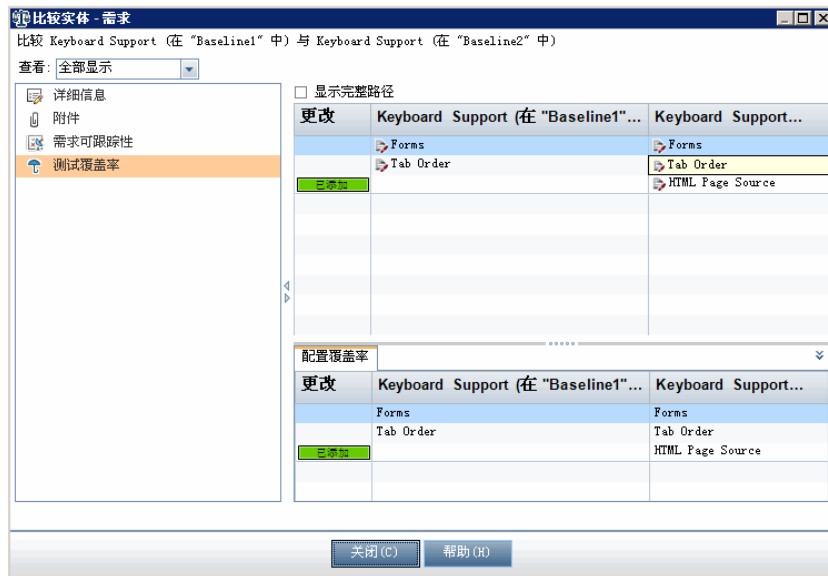 比较实体 - 需求
比较 Keyboard Support (在 "Baseline1" 中) 与 Keyboard Support (在 "Baseline2" 中)
查看: 全部显示
详细信息
附件
需求可跟踪性
测试覆盖率
显示完整路径
更改 Keyboard Support (在 "Baseline1"... Keyboard Support...
Forms Forms
Tab Order Tab Order
已添加 HTML Page Source
配置覆盖率
更改 Keyboard Support (在 "Baseline1"... Keyboard Support...
Forms Forms
Tab Order Tab Order
已添加 HTML Page Source
关闭(C) 帮助(H)